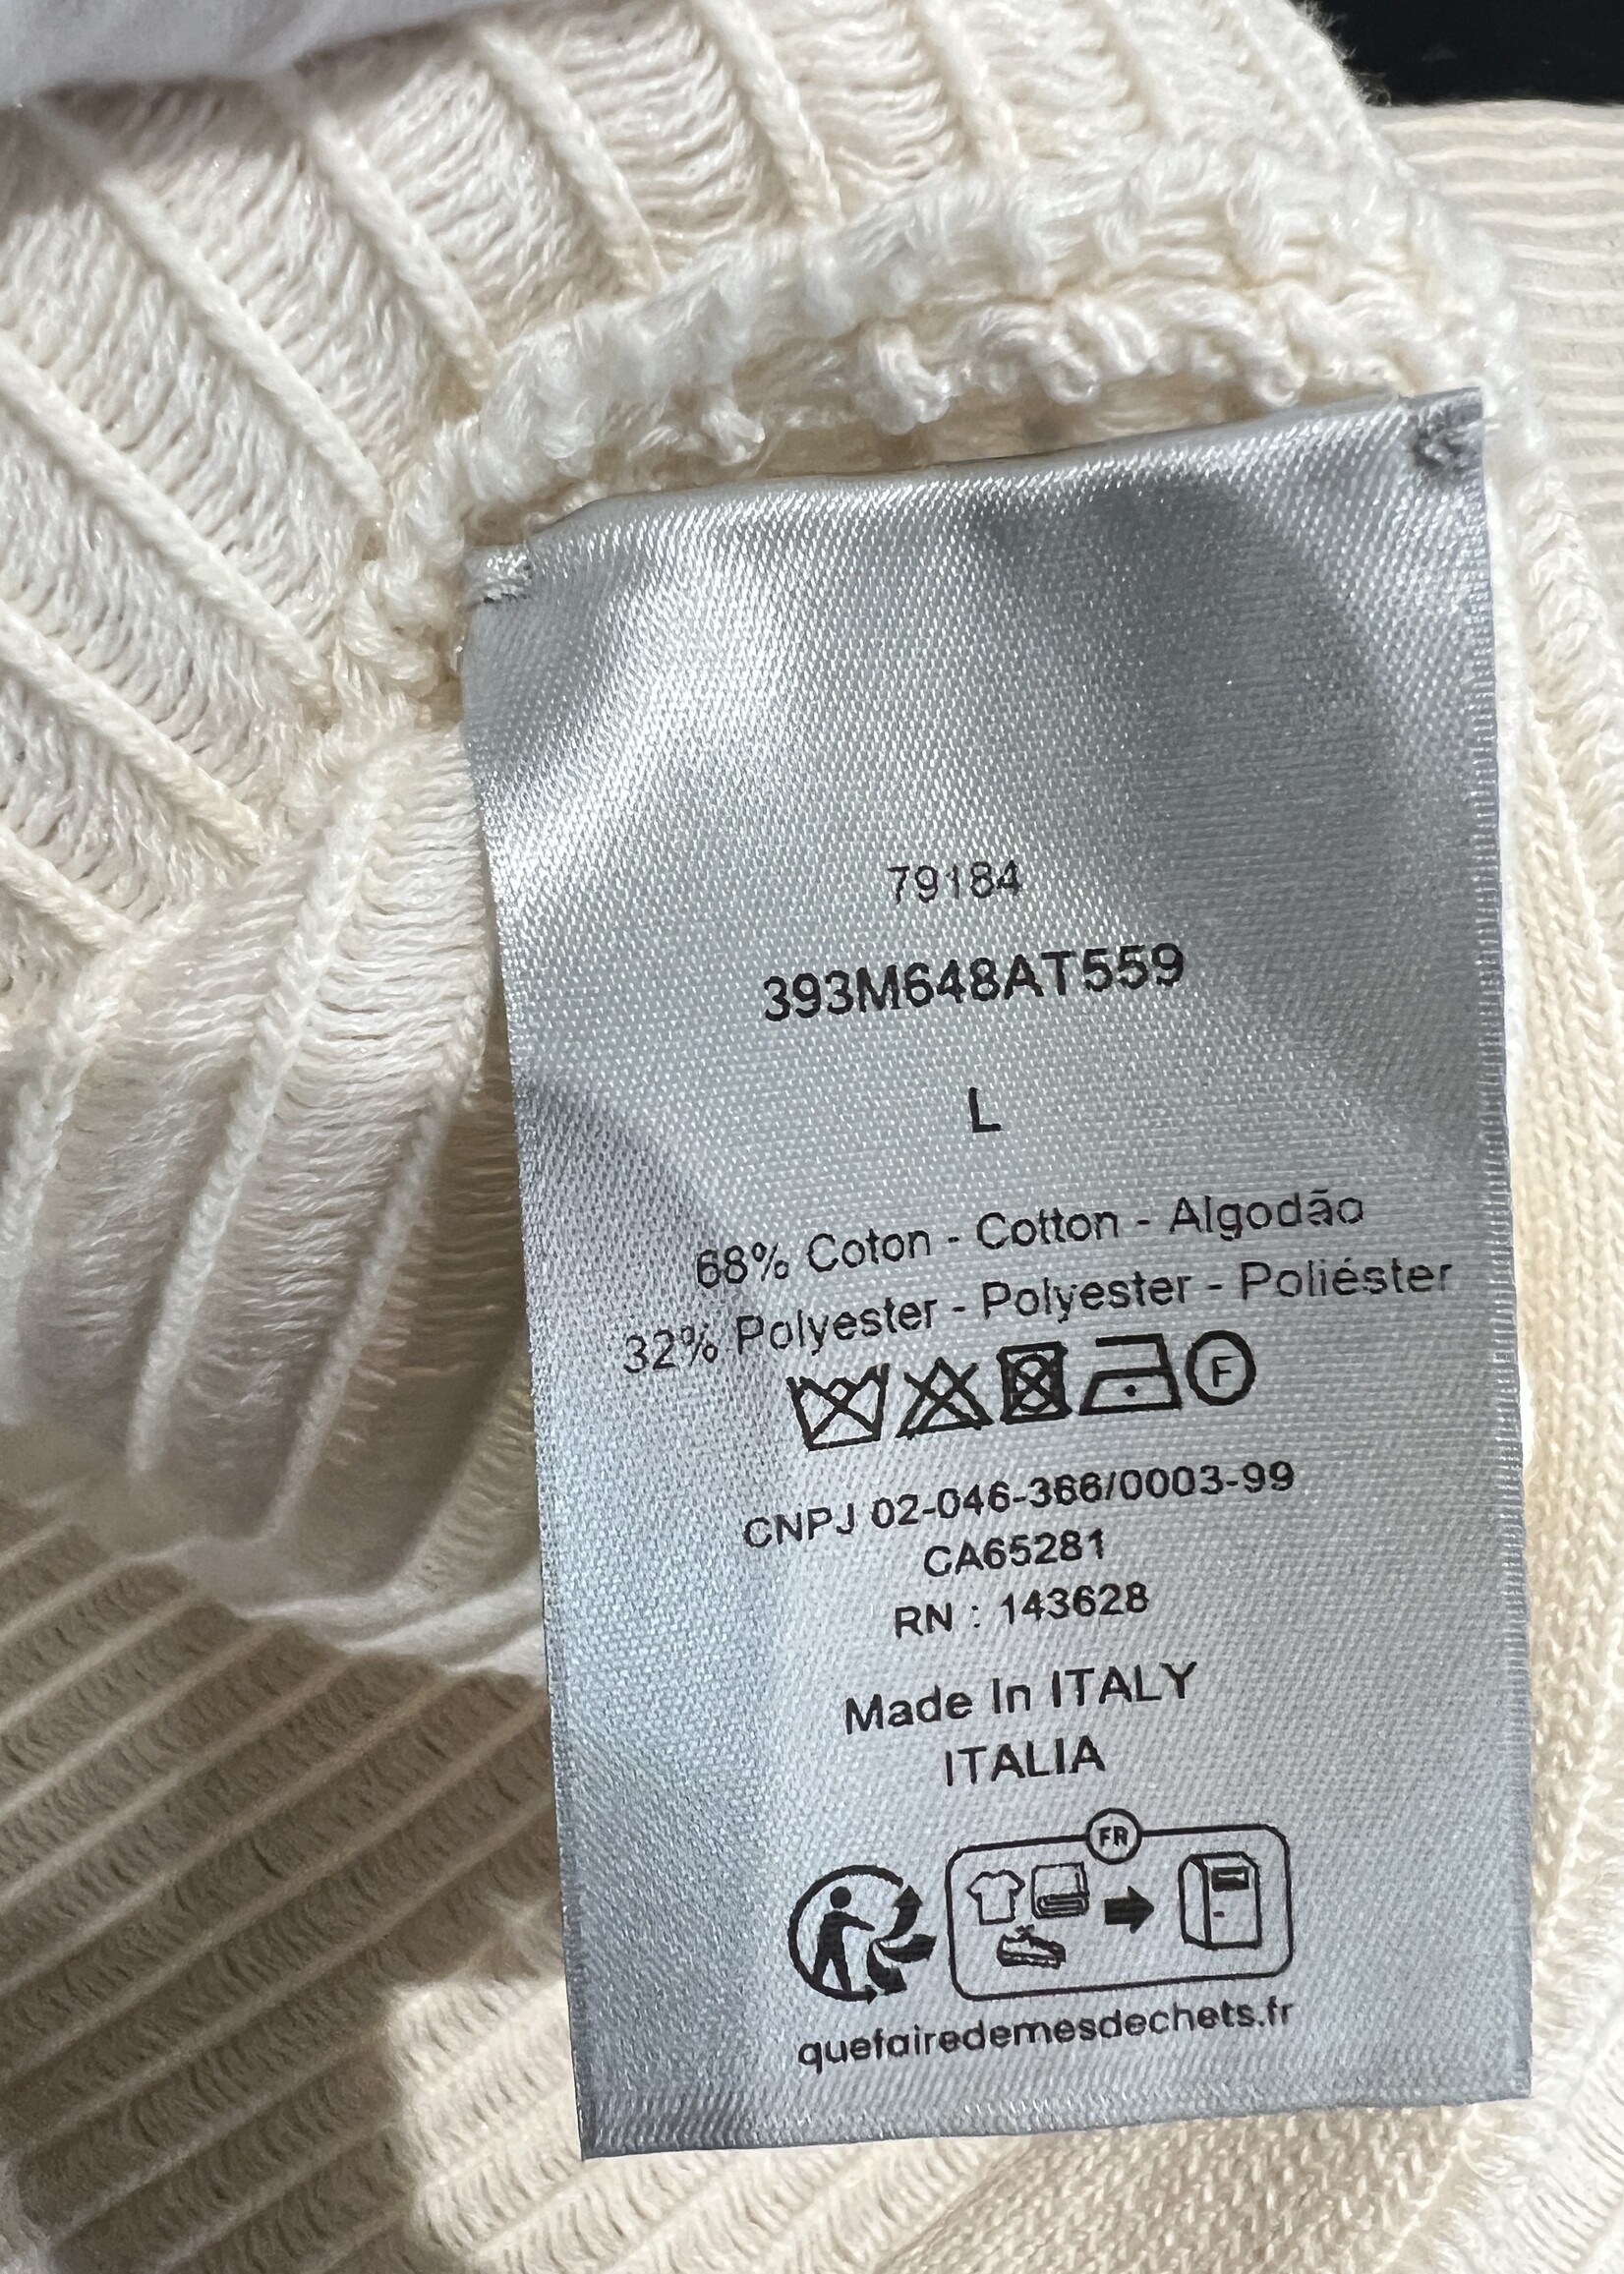 79184
393M648AT559
L
68% Coton - Cotton - Algodão
32% Polyester - Polyester - Poliéster
F
CNPJ 02-046-366/0003-99
CA65281
RN : 143628
Made In ITALY
ITALIA
FR
quefairedemesdechets.fr